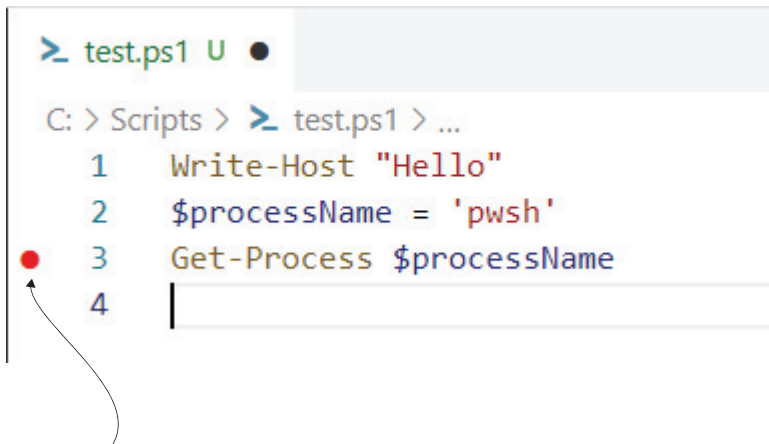 test.ps1 U
C: > Scripts > test.ps1 > ...
1 Write-Host "Hello"
2 $processName = 'pwsh'
3 Get-Process $processName
4